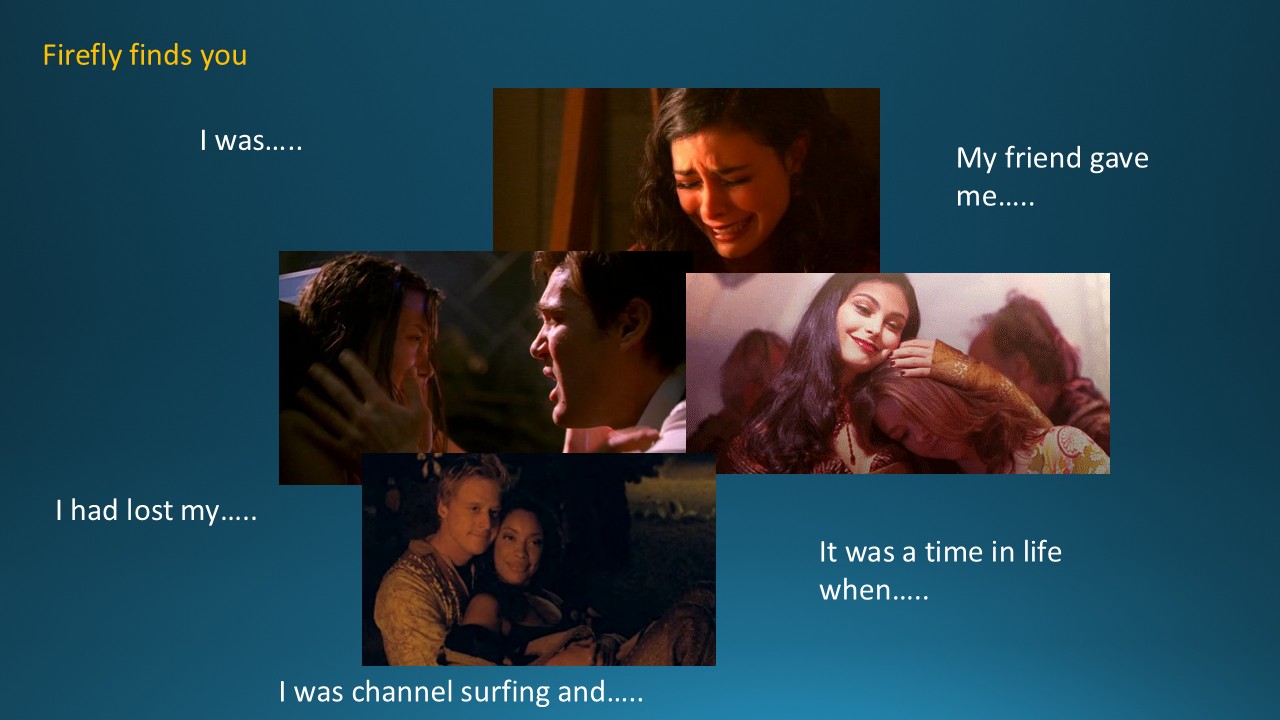 Firefly finds you
I was…..
My friend gave
me…..
I had lost my…..
It was a time in life
when…..
I was channel surfing and…..